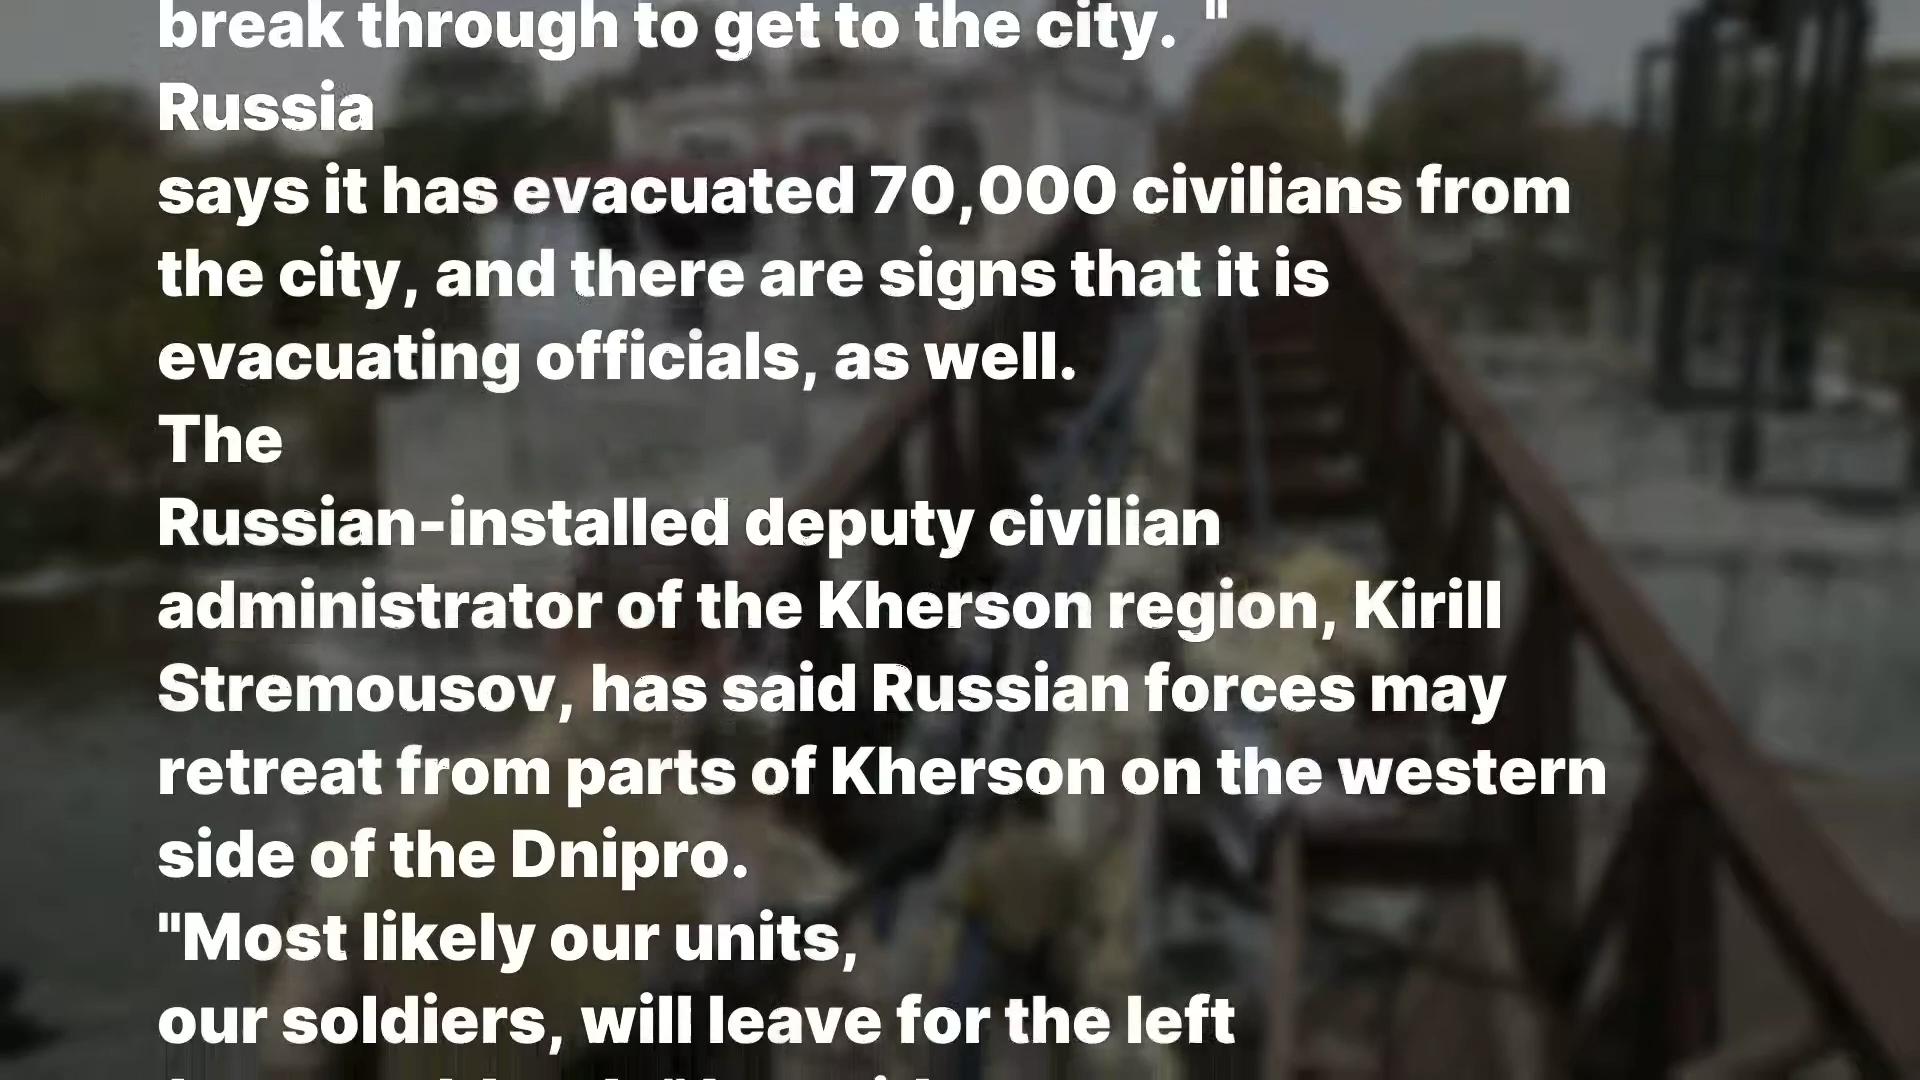 break through to get to the city. "
Russia
says it has evacuated 70,000 civilians from
the city, and there are signs that it is
evacuating officials, as well.
The
Russian-installed deputy civilian
administrator of the Kherson region, Kirill
Stremousov, has said Russian forces may
retreat from parts of Kherson on the western
side of the Dnipro.
"Most likely our units,
our soldiers, will leave for the left